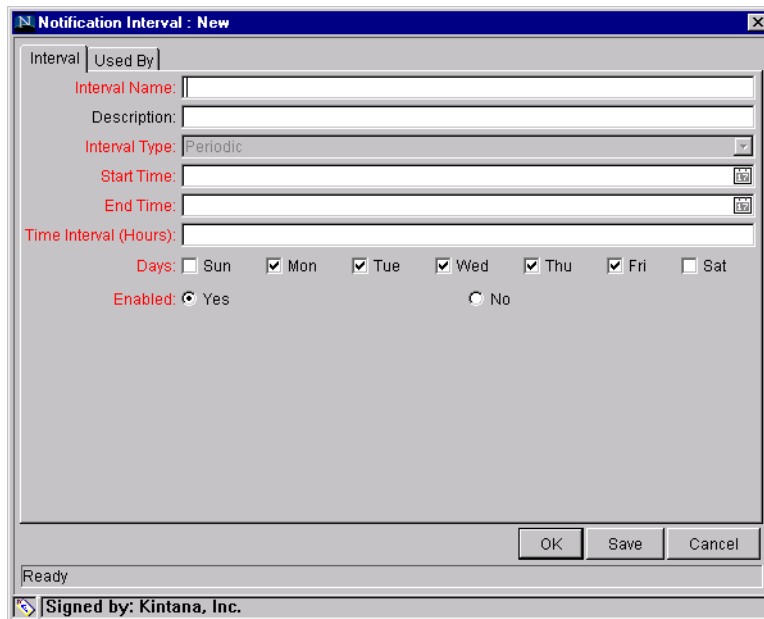 N Notification Interval : New
Interval Used By
Interval Name:
Description:
Interval Type: Periodic
Start Time:
End Time:
Time Interval (Hours):
Days: Sun Mon Tue Wed Thu Fri Sat
Enabled: Yes No
OK Save Cancel
Ready
Signed by: Kintana, Inc.